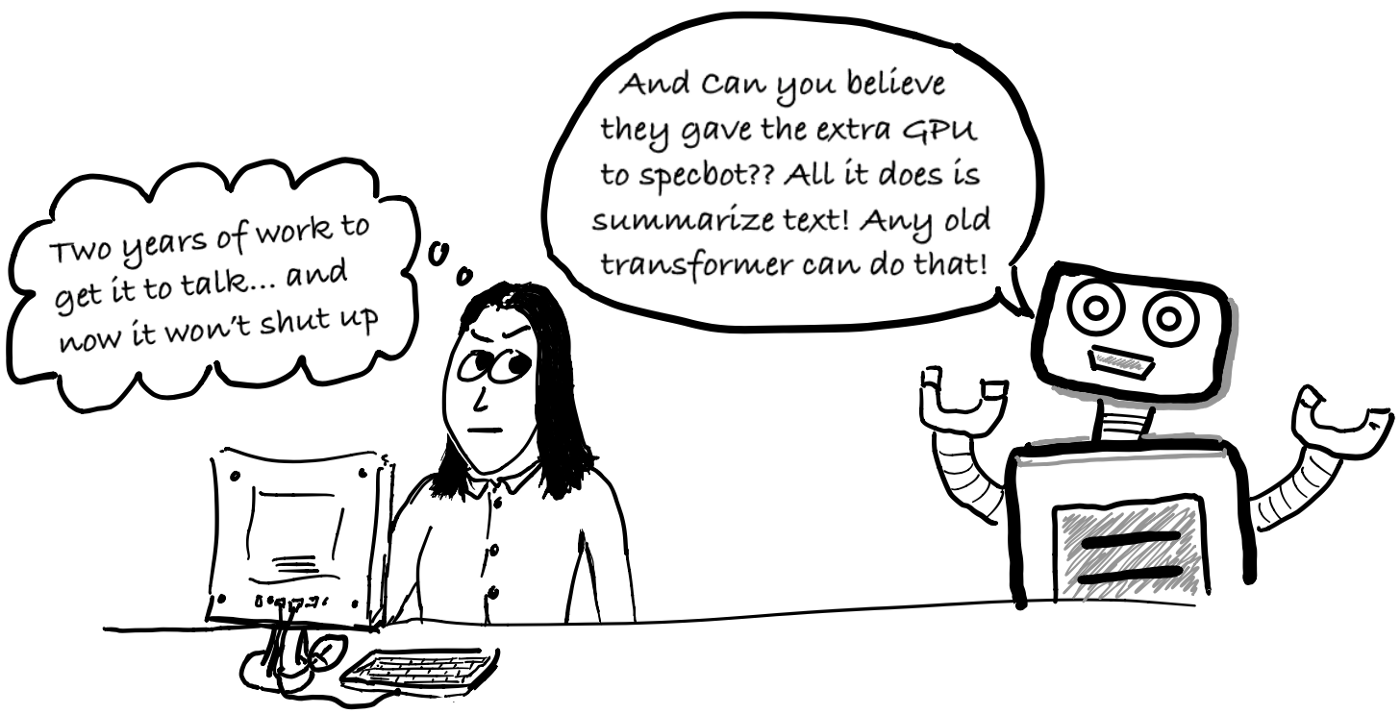 Two years of work to
get it to talk... and
now it won't shut up
And Can you believe
they gave the extra GPU
to specbot?? All it does is
summarize text! Any old
transformer can do that!